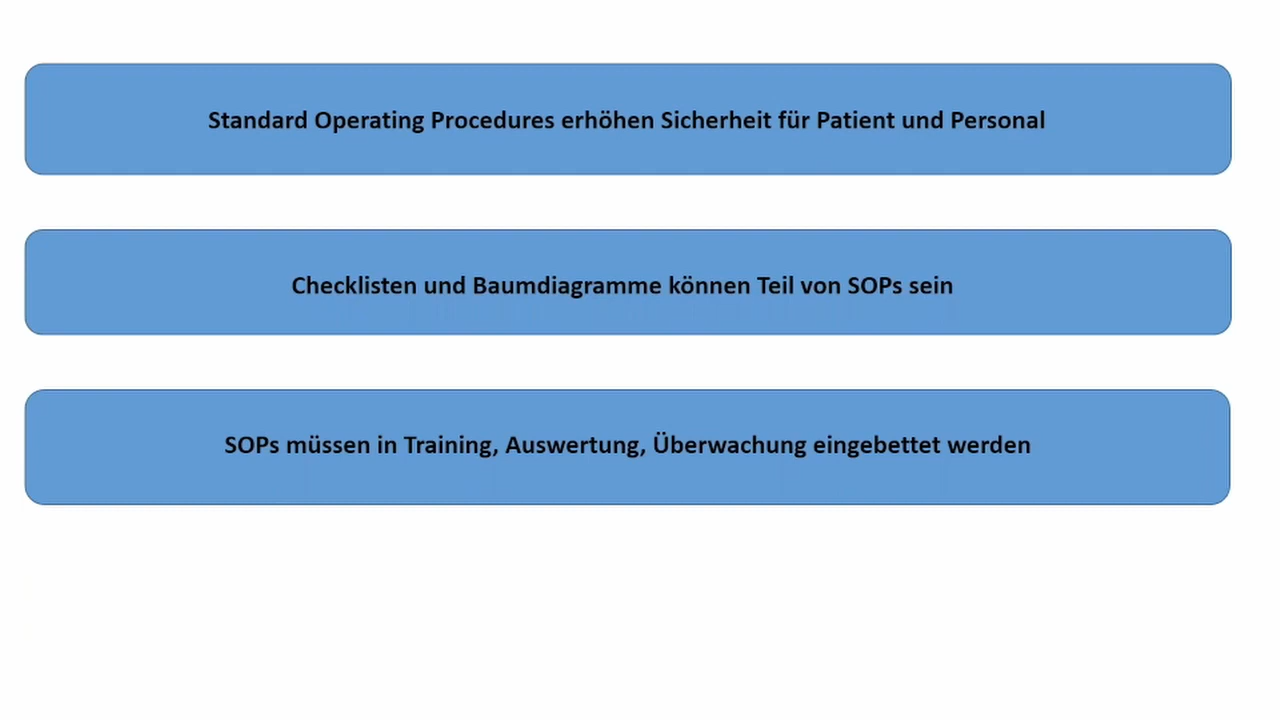 Standard Operating Procedures erhöhen Sicherheit für Patient und Personal
Checklisten und Baumdiagramme können Teil von SOPs sein
SOPs müssen in Training, Auswertung, Überwachung eingebettet werden